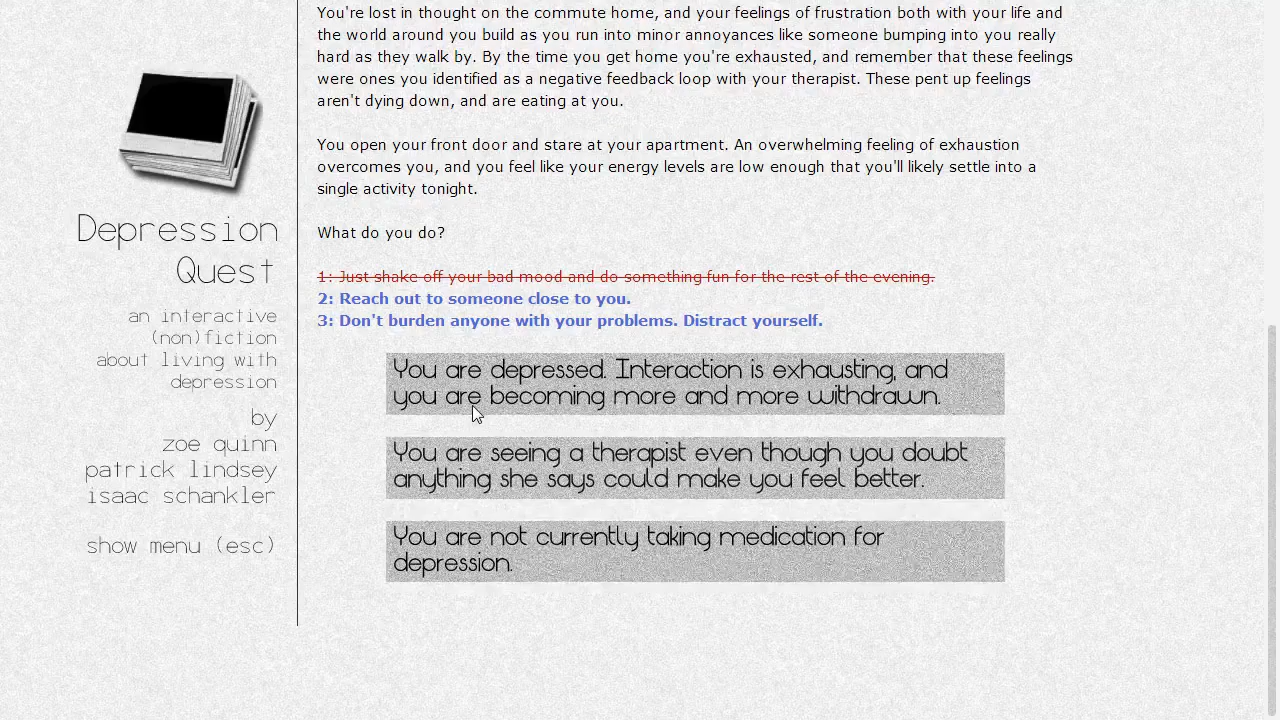 You're lost in thought on the commute home, and your feelings of frustration both with your life and
the world around you build as you run into minor annoyances like someone bumping into you really
hard as they walk by. By the time you get home you're exhausted, and remember that these feelings
were ones you identified as a negative feedback loop with your therapist. These pent up feelings
aren't dying down, and are eating at you.
You open your front door and stare at your apartment. An overwhelming feeling of exhaustion
overcomes you, and you feel like your energy levels are low enough that you'll likely settle into a
single activity tonight.
What do you do?
1: Just shake off your bad mood and do something fun for the rest of the evening.
2: Reach out to someone close to you.
3: Don't burden anyone with your problems. Distract yourself.
You are depressed. Interaction is exhausting, and
you are becoming more and more withdrawn.
You are seeing a therapist even though you doubt
anything she says could make you feel better.
You are not currently taking medication for
depression.
Depression
Quest
an interactive
(non)fiction
about living with
depression
by
zoe quinn
patrick lindsey
isaac schankler
show menu (esc)